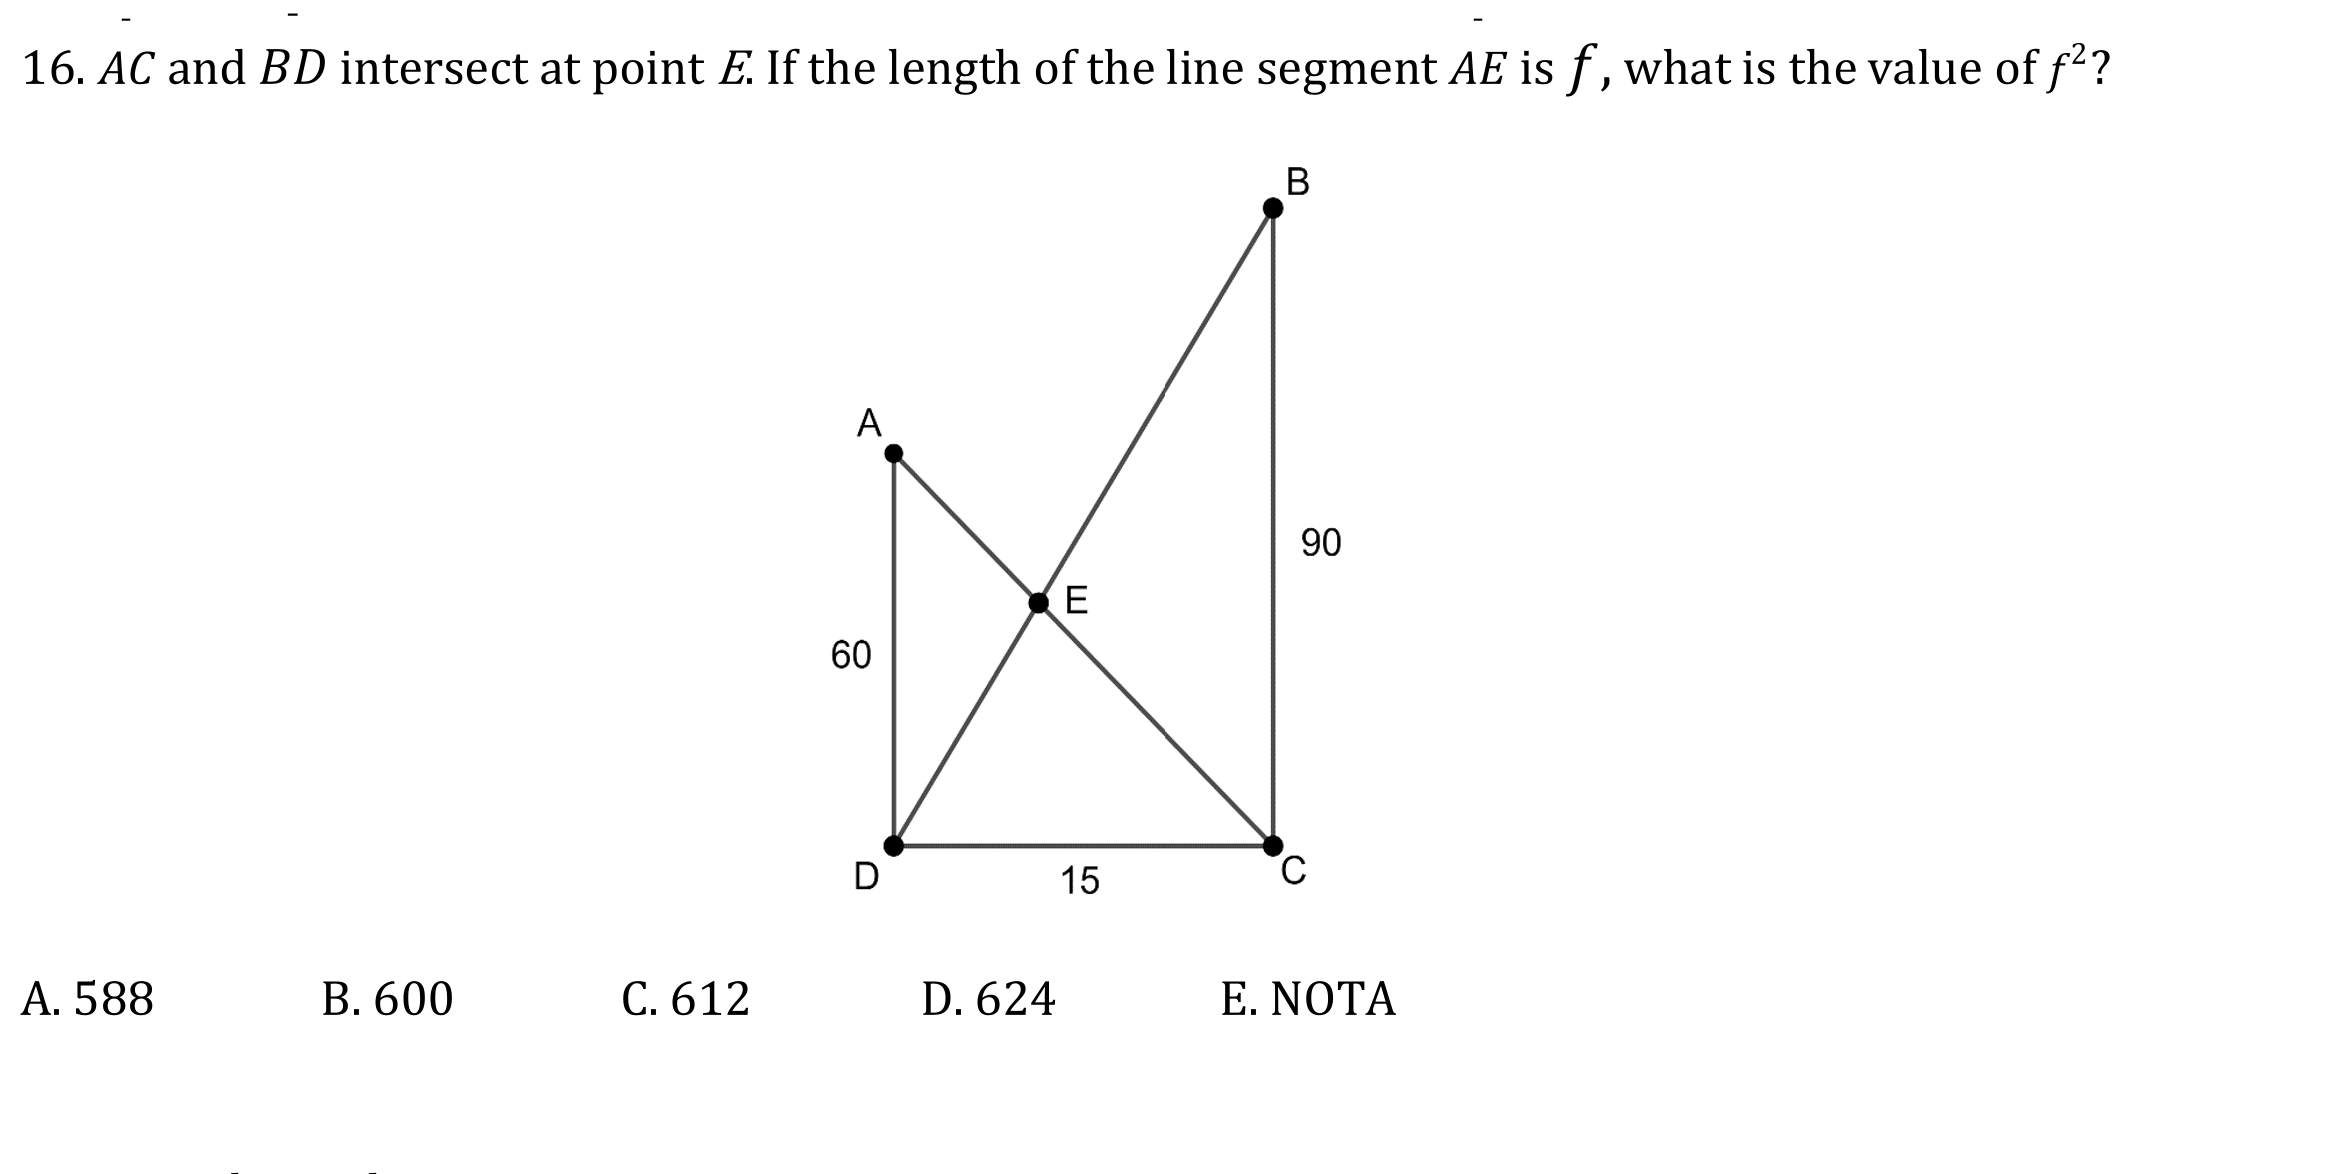 16. AC and BD intersect at point E. If the length of the line segment AE is f, what is the value of f²?
B
A
90
E
60
D
C
15
A. 588 B. 600 C. 612 D. 624 E. NOTA